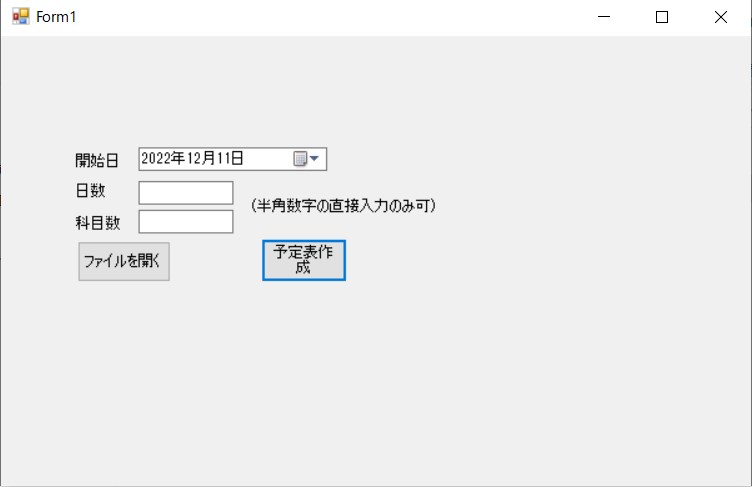 Form1
開始日 2022年12月11日
日数
(半角数字の直接入力のみ可)
科目数
ファイルを開く
予定表作
成